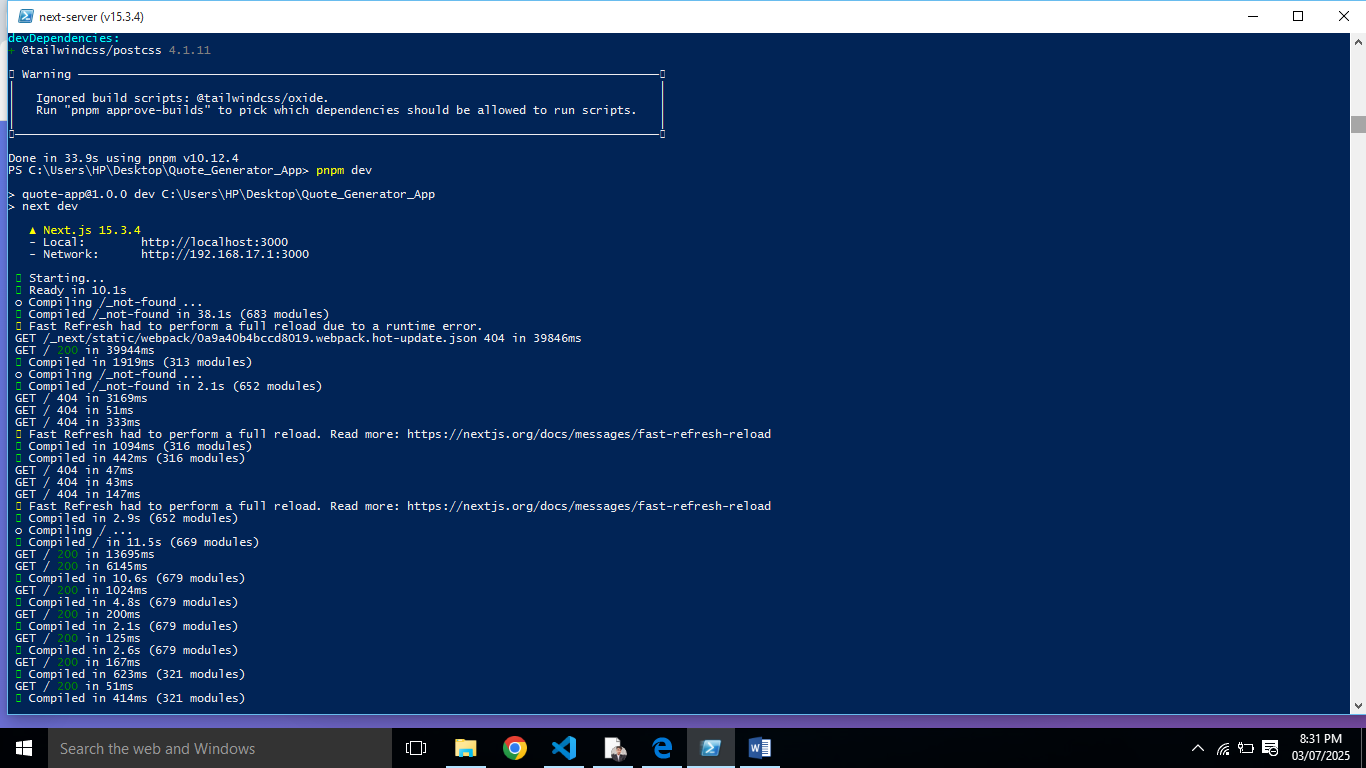 next-server (v15.3.4)
devDependencies:
+ @tailwindcss/postcss 4.1.11
Warning
Ignored build scripts: @tailwindcss/oxide.
Run "pnpm approve-builds" to pick which dependencies should be allowed to run scripts.
Done in 33.9s using pnpm v10.12.4
PS C:\Users\HP\Desktop\Quote_Generator_App> pnpm dev
> quote-app@1.0.0 dev C:\Users\HP\Desktop\Quote_Generator_App
> next dev
▲ Next.js 15.3.4
- Local: http://localhost:3000
- Network: http://192.168.17.1:3000
Starting...
Ready in 10.1s
○ Compiling /_not-found ...
Compiled /_not-found in 38.1s (683 modules)
Fast Refresh had to perform a full reload due to a runtime error.
GET /_next/static/webpack/0a9a40b4bccd8019.webpack.hot-update.json 404 in 39846ms
GET / 200 in 39944ms
Compiled in 1919ms (313 modules)
○ Compiling /_not-found ...
Compiled /_not-found in 2.1s (652 modules)
GET / 404 in 3169ms
GET / 404 in 51ms
GET / 404 in 333ms
Fast Refresh had to perform a full reload. Read more: https://nextjs.org/docs/messages/fast-refresh-reload
Compiled in 1094ms (316 modules)
Compiled in 442ms (316 modules)
GET / 404 in 47ms
GET / 404 in 43ms
GET / 404 in 147ms
Fast Refresh had to perform a full reload. Read more: https://nextjs.org/docs/messages/fast-refresh-reload
Compiled in 2.9s (652 modules)
○ Compiling / ...
Compiled / in 11.5s (669 modules)
GET / 200 in 13695ms
GET / 200 in 6145ms
Compiled in 10.6s (679 modules)
GET / 200 in 1024ms
Compiled in 4.8s (679 modules)
GET / 200 in 200ms
Compiled in 2.1s (679 modules)
GET / 200 in 125ms
Compiled in 2.6s (679 modules)
GET / 200 in 167ms
Compiled in 623ms (321 modules)
GET / 200 in 51ms
Compiled in 414ms (321 modules)
Search the web and Windows
8:31 PM
03/07/2025